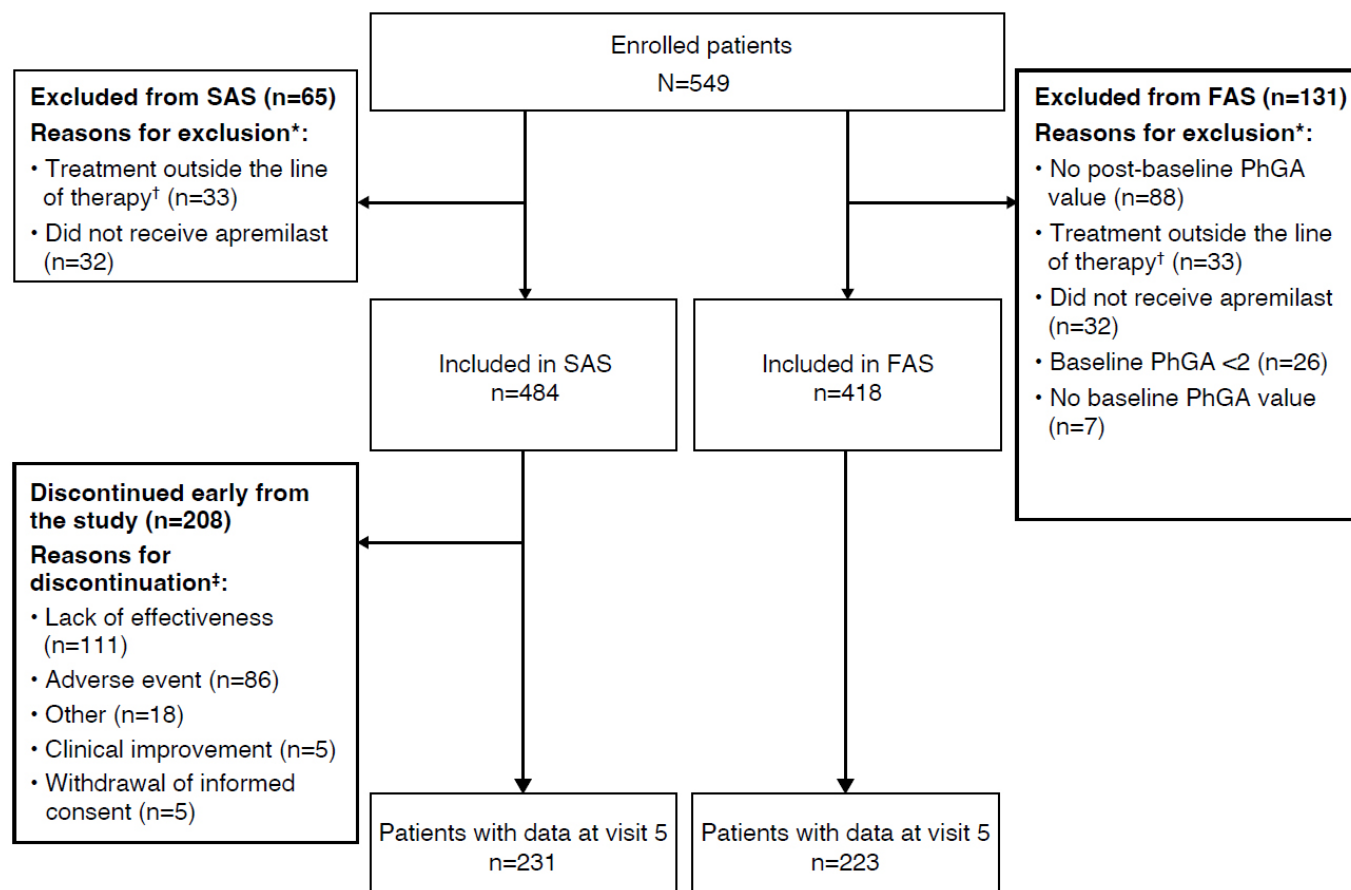 Enrolled patients
N=549
Excluded from SAS (n=65)
Reasons for exclusion*:
• Treatment outside the line
of therapy† (n=33)
• Did not receive apremilast
(n=32)
Excluded from FAS (n=131)
Reasons for exclusion*:
• No post-baseline PhGA
value (n=88)
• Treatment outside the line
of therapy† (n=33)
• Did not receive apremilast
(n=32)
• Baseline PhGA <2 (n=26)
• No baseline PhGA value
(n=7)
Included in SAS
n=484
Included in FAS
n=418
Discontinued early from
the study (n=208)
Reasons for
discontinuation‡:
• Lack of effectiveness
(n=111)
• Adverse event (n=86)
• Other (n=18)
• Clinical improvement (n=5)
• Withdrawal of informed
consent (n=5)
Patients with data at visit 5
n=231
Patients with data at visit 5
n=223